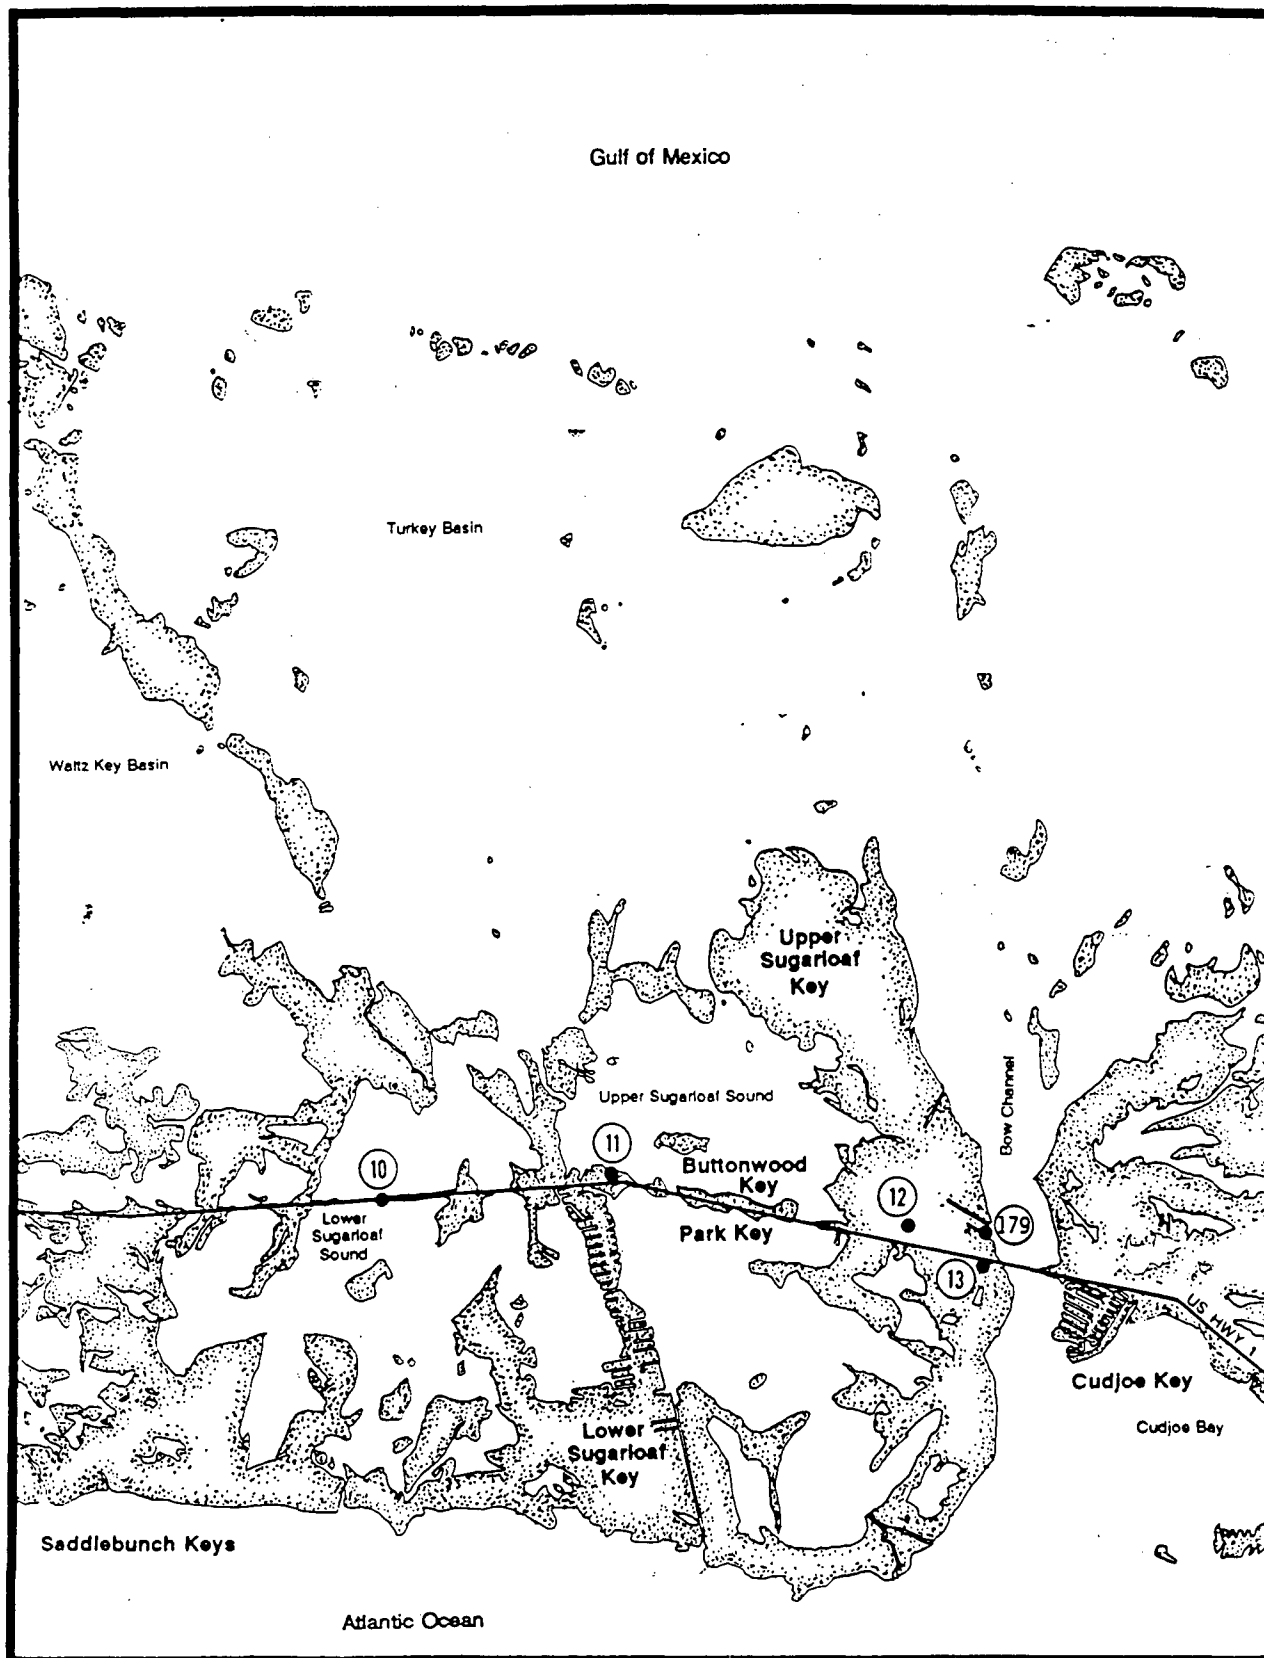 Gulf of Mexico
Turkey Basin
Waltz Key Basin
Upper
Sugarloaf
Key
Bow Channel
Upper Sugarloaf Sound
11
10
Buttonwood
Key
12
Lower
Sugarloaf
Sound
Park Key
179
13
US HWY 1
Cudjoe Key
Cudjoe Bay
Lower
Sugarloaf
Key
Saddlebunch Keys
Atlantic Ocean